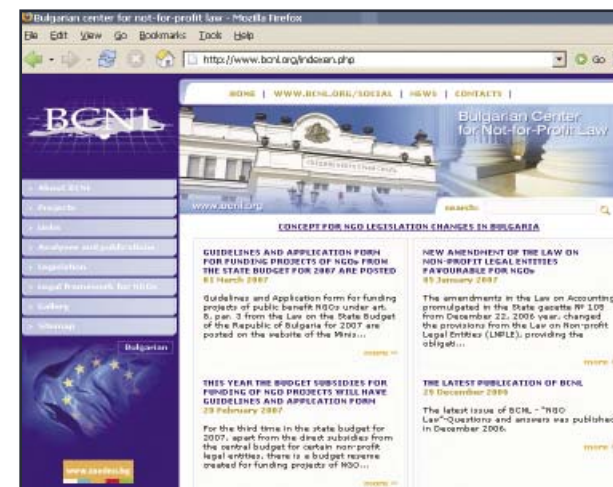 Bulgarian center for not-for-profit law - Mozilla Firefox
File Edit View Go Bookmarks Tools Help
http://www.bcnl.org/indexen.php
Go
HOME | WWW.BCNL.ORG/SOCIAL | NEWS | CONTACTS |
BCNL
Bulgarian Center
for Not-for-Profit Law
www.bcnl.org
search:
› About BCNL
› Projects
› Links
› Analyses and publications
› Legislation
› Legal framework for NGOs
› Gallery
› Sitemap
Bulgarian
CONCEPT FOR NGO LEGISLATION CHANGES IN BULGARIA
GUIDELINES AND APPLICATION FORM
FOR FUNDING PROJECTS OF NGOs FROM
THE STATE BUDGET FOR 2007 ARE POSTED
01 March 2007
Guidelines and Application form for funding
projects of public benefit NGOs under art.
8, par. 3 from the Law on the State Budget
of the Republic of Bulgaria for 2007 are
posted on the website of the Minis...
more
NEW AMENDMENT OF THE LAW ON
NON-PROFIT LEGAL ENTITIES
FAVOURABLE FOR NGOs
05 January 2007
The amendments in the Law on Accounting,
promulgated in the State gazette № 105
from December 22, 2006 year, changed
the provisions from the Law on Non-profit
Legal Entities (LNPLE), providing the
obligati...
more
THIS YEAR THE BUDGET SUBSIDIES FOR
FUNDING OF NGO PROJECTS WILL HAVE
GUIDELINES AND APPLICATION FORM
20 February 2007
For the third time in the state budget for
2007, apart from the direct subsidies from
the central budget for certain non-profit
legal entities, there is a budget reserve
created for funding projects of NGO...
more
THE LATEST PUBLICATION OF BCNL
29 December 2006
The latest issue of BCNL - "NGO
Law"-Questions and answers was published
in December 2006.
more